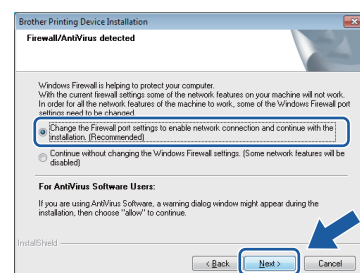 Brother Printing Device Installation
Firewall/AntiVirus detected
Windows Firewall is helping to protect your computer.
With the current firewall settings some of the network features on your machine will not work.
In order for all the network features of the machine to work, some of the Windows Firewall port
settings need to be changed.
Change the Firewall port settings to enable network connection and continue with the
installation. (Recommended)
Continue without changing the Windows Firewall settings. (Some network features will be
disabled)
For AntiVirus Software Users:
If you are using AntiVirus Software, a warning dialog window might appear during the
installation, then choose "allow" to continue.
InstallShield
< Back
Next >
Cancel